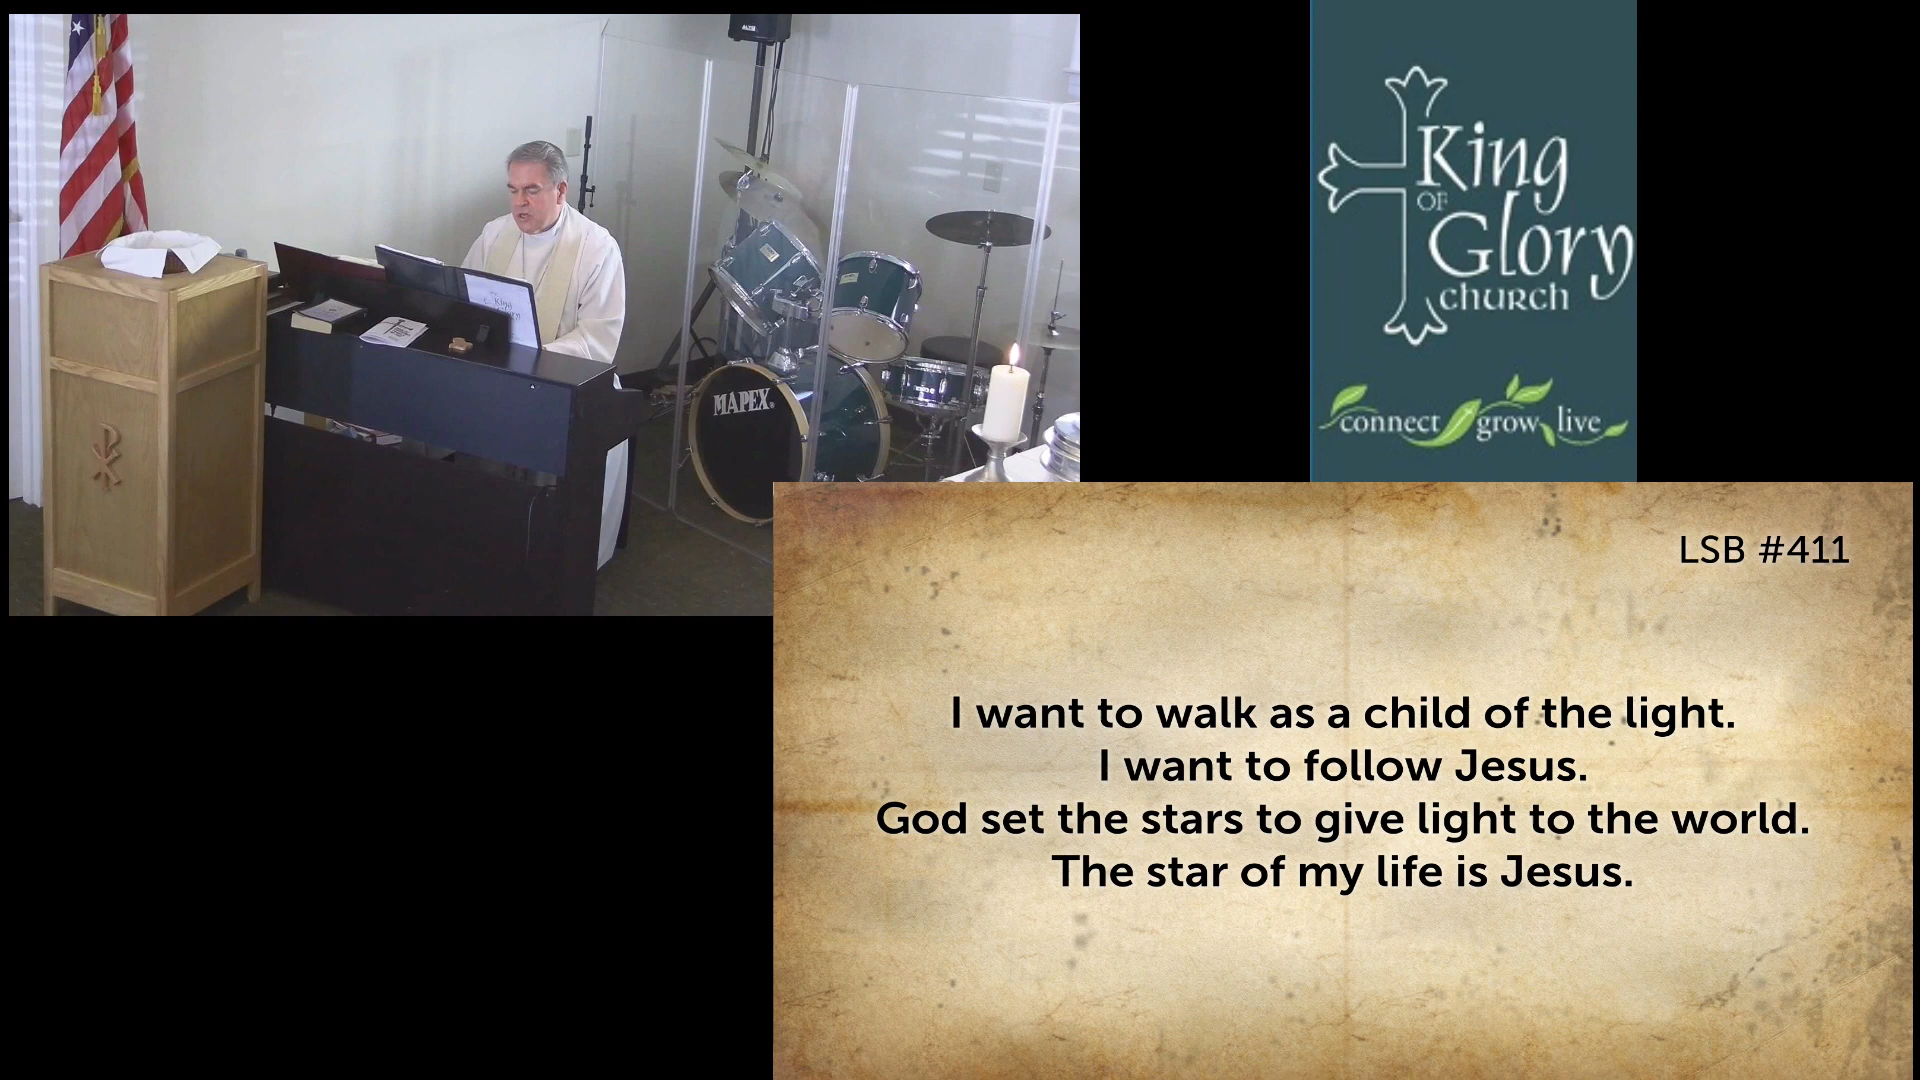 ALTO
MAPEX
King
OF
Glory
church
connect grow live
LSB #411
I want to walk as a child of the light.
I want to follow Jesus.
God set the stars to give light to the world.
The star of my life is Jesus.